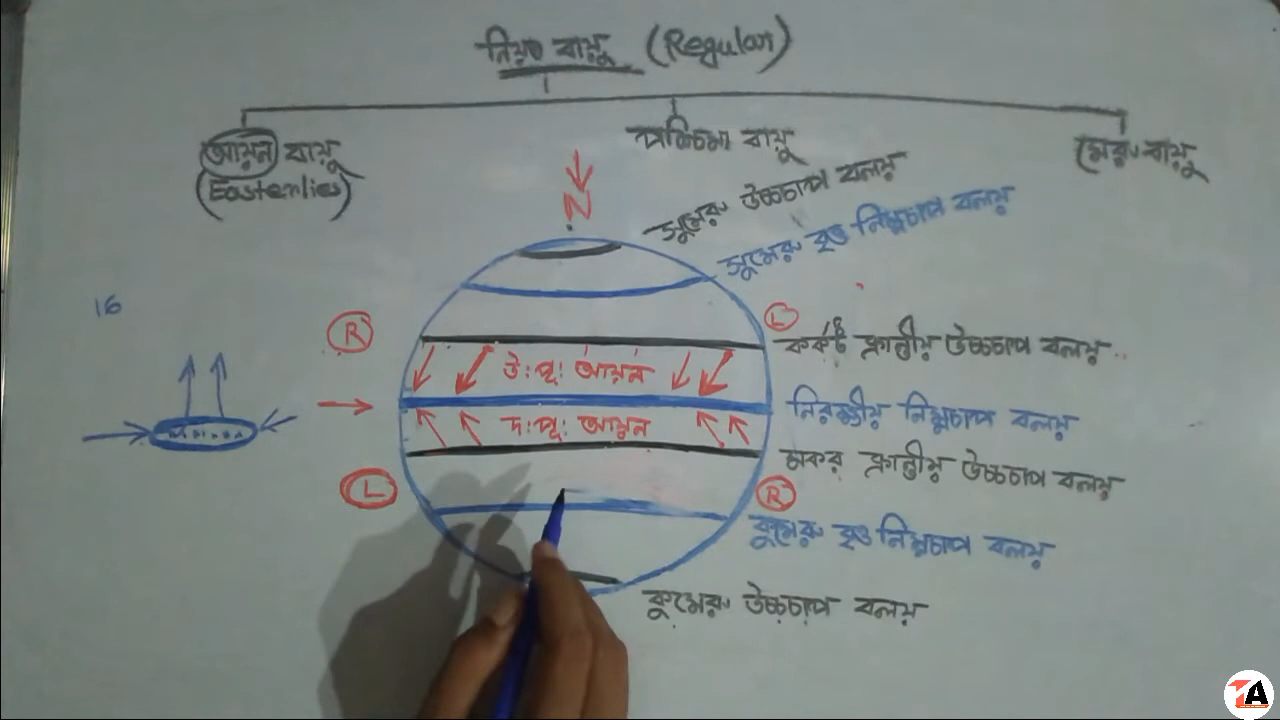 নিয়ত বায়ু (Regular)
আয়ন বায়ু
(Easterlies)
পশ্চিমা বায়ু
মেরু বায়ু
N
সুমেরু উচ্চচাপ বলয়
সুমেরু বৃত্ত নিম্নচাপ বলয়
16
R
L
কর্কট ক্রান্তীয় উচ্চচাপ বলয়
উঃ পূঃ আয়ন
নিরক্ষীয় নিম্নচাপ বলয়
দঃ পূঃ আয়ন
মকর ক্রান্তীয় উচ্চচাপ বলয়
L
R
কুমেরু বৃত্ত নিম্নচাপ বলয়
কুমেরু উচ্চচাপ বলয়